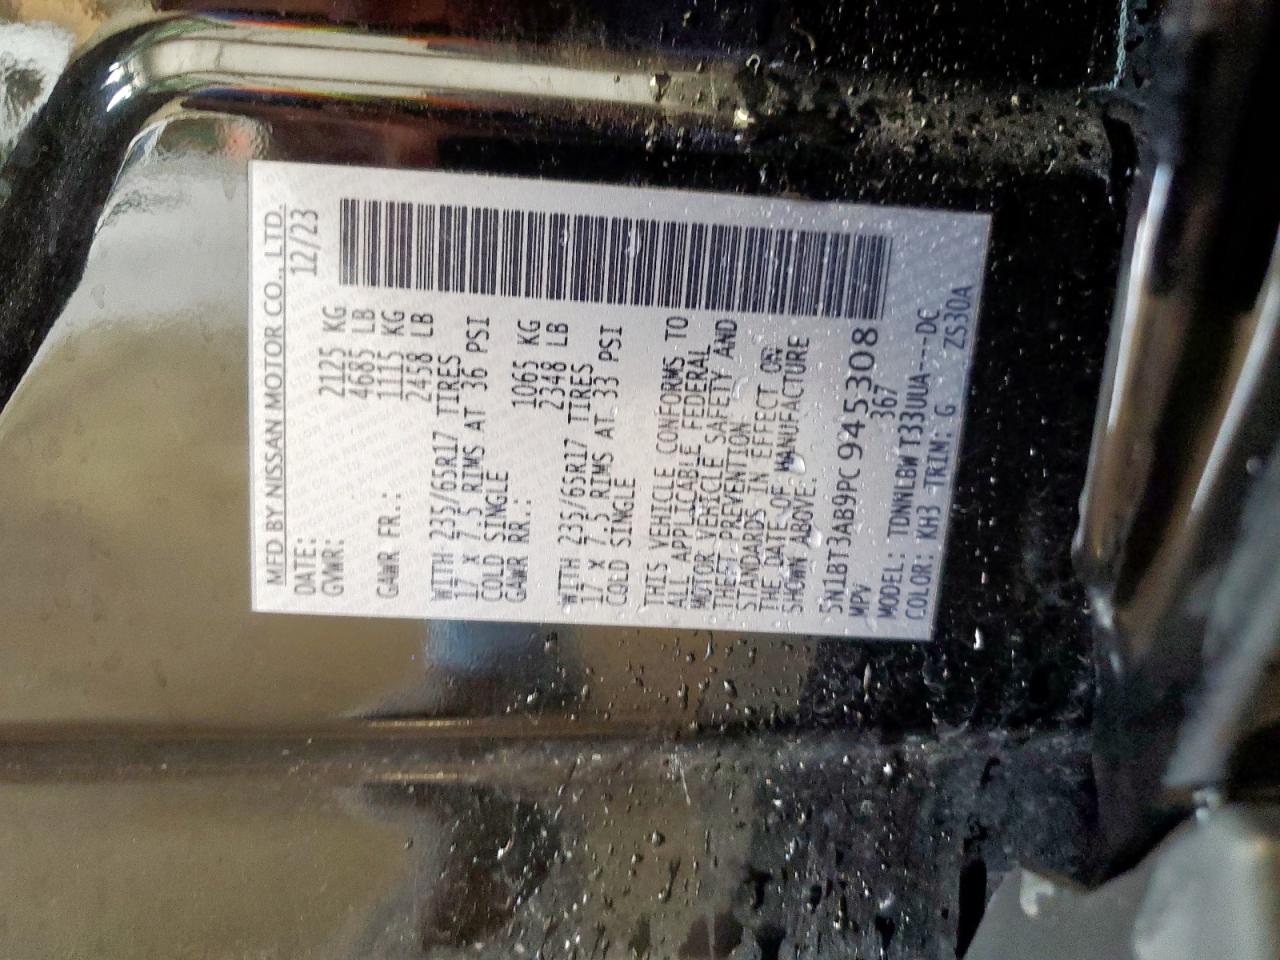 MFD BY NISSAN MOTOR CO., LTD.
DATE: 12/23
GVWR: 2125 KG
4685 LB
GAWR FR.: 1115 KG
2458 LB
WITH 235/65R17 TIRES
17 X 7.5 RIMS AT 36 PSI
COLD SINGLE
GAWR RR.: 1065 KG
2348 LB
WITH 235/65R17 TIRES
17 X 7.5 RIMS AT 33 PSI
COLD SINGLE
THIS VEHICLE CONFORMS TO
ALL APPLICABLE FEDERAL
MOTOR VEHICLE SAFETY AND
THEFT PREVENTION
STANDARDS IN EFFECT ON
THE DATE OF MANUFACTURE
SHOWN ABOVE.
5N1BT3AB9PC945308
MPV 367
MODEL: TDNNLBW T33UUA---DC
COLOR: KH3 TRIM: G ZS30A